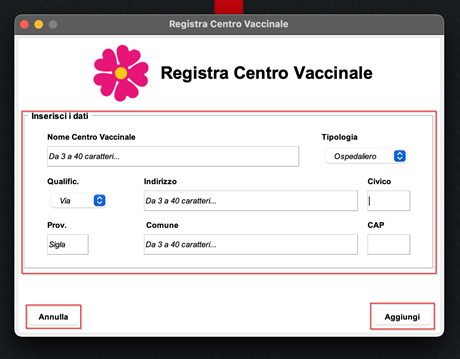 Registra Centro Vaccinale
Registra Centro Vaccinale
Inserisci i dati
Nome Centro Vaccinale Tipologia
Da 3 a 40 caratteri... Ospedaliero
Qualific. Indirizzo Civico
Via Da 3 a 40 caratteri...
Prov. Comune CAP
Sigla Da 3 a 40 caratteri...
Annulla Aggiungi